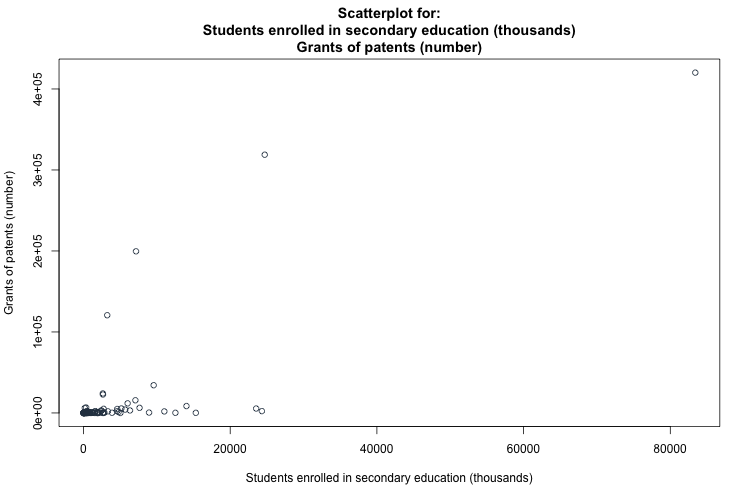 Scatterplot for:
Students enrolled in secondary education (thousands)
Grants of patents (number)
Grants of patents (number)
4e+05
3e+05
2e+05
1e+05
0e+00
0 20000 40000 60000 80000
Students enrolled in secondary education (thousands)